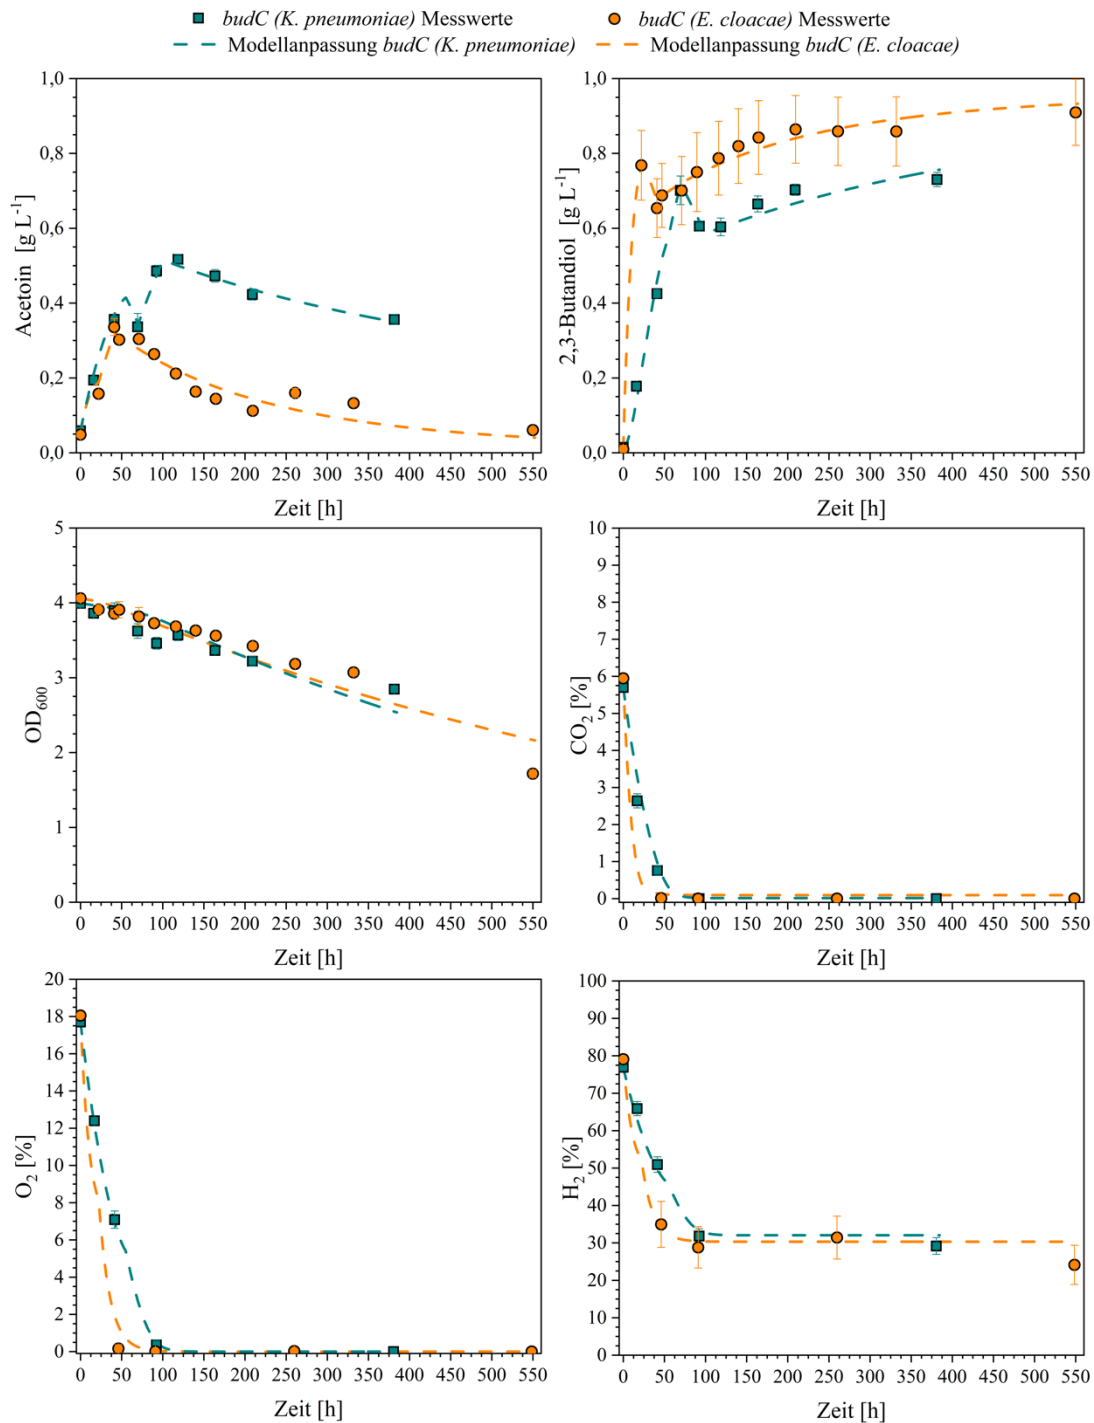 budC (K. pneumoniae) Messwerte
budC (E. cloacae) Messwerte
Modellanpassung budC (K. pneumoniae)
Modellanpassung budC (E. cloacae)
1,0
0,8
0,6
0,4
0,2
0,0
Acetoin [g L⁻¹]
0 50 100 150 200 250 300 350 400 450 500 550
Zeit [h]
1,0
0,8
0,6
0,4
0,2
0,0
2,3-Butandiol [g L⁻¹]
0 50 100 150 200 250 300 350 400 450 500 550
Zeit [h]
5
4
3
2
1
0
OD₆₀₀
0 50 100 150 200 250 300 350 400 450 500 550
Zeit [h]
10
9
8
7
6
5
4
3
2
1
0
CO₂ [%]
0 50 100 150 200 250 300 350 400 450 500 550
Zeit [h]
20
18
16
14
12
10
8
6
4
2
0
O₂ [%]
0 50 100 150 200 250 300 350 400 450 500 550
Zeit [h]
100
90
80
70
60
50
40
30
20
10
0
H₂ [%]
0 50 100 150 200 250 300 350 400 450 500 550
Zeit [h]